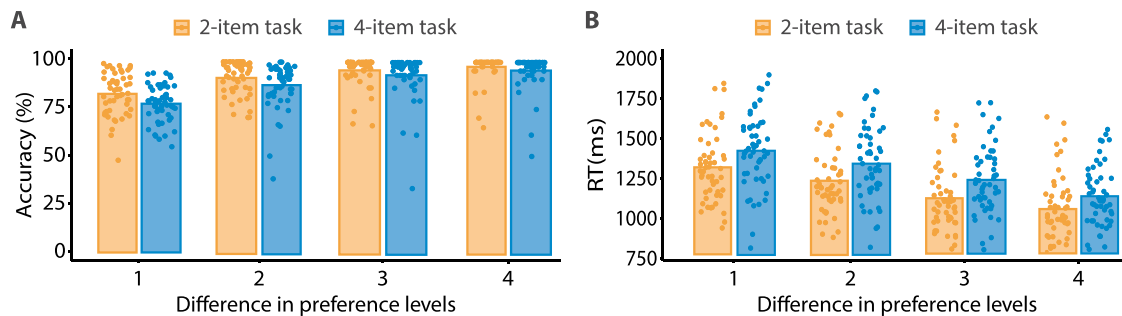 A
2-item task 4-item task
Accuracy (%)
100
75
50
25
0
1 2 3 4
Difference in preference levels
B
2-item task 4-item task
RT(ms)
2000
1750
1500
1250
1000
750
1 2 3 4
Difference in preference levels